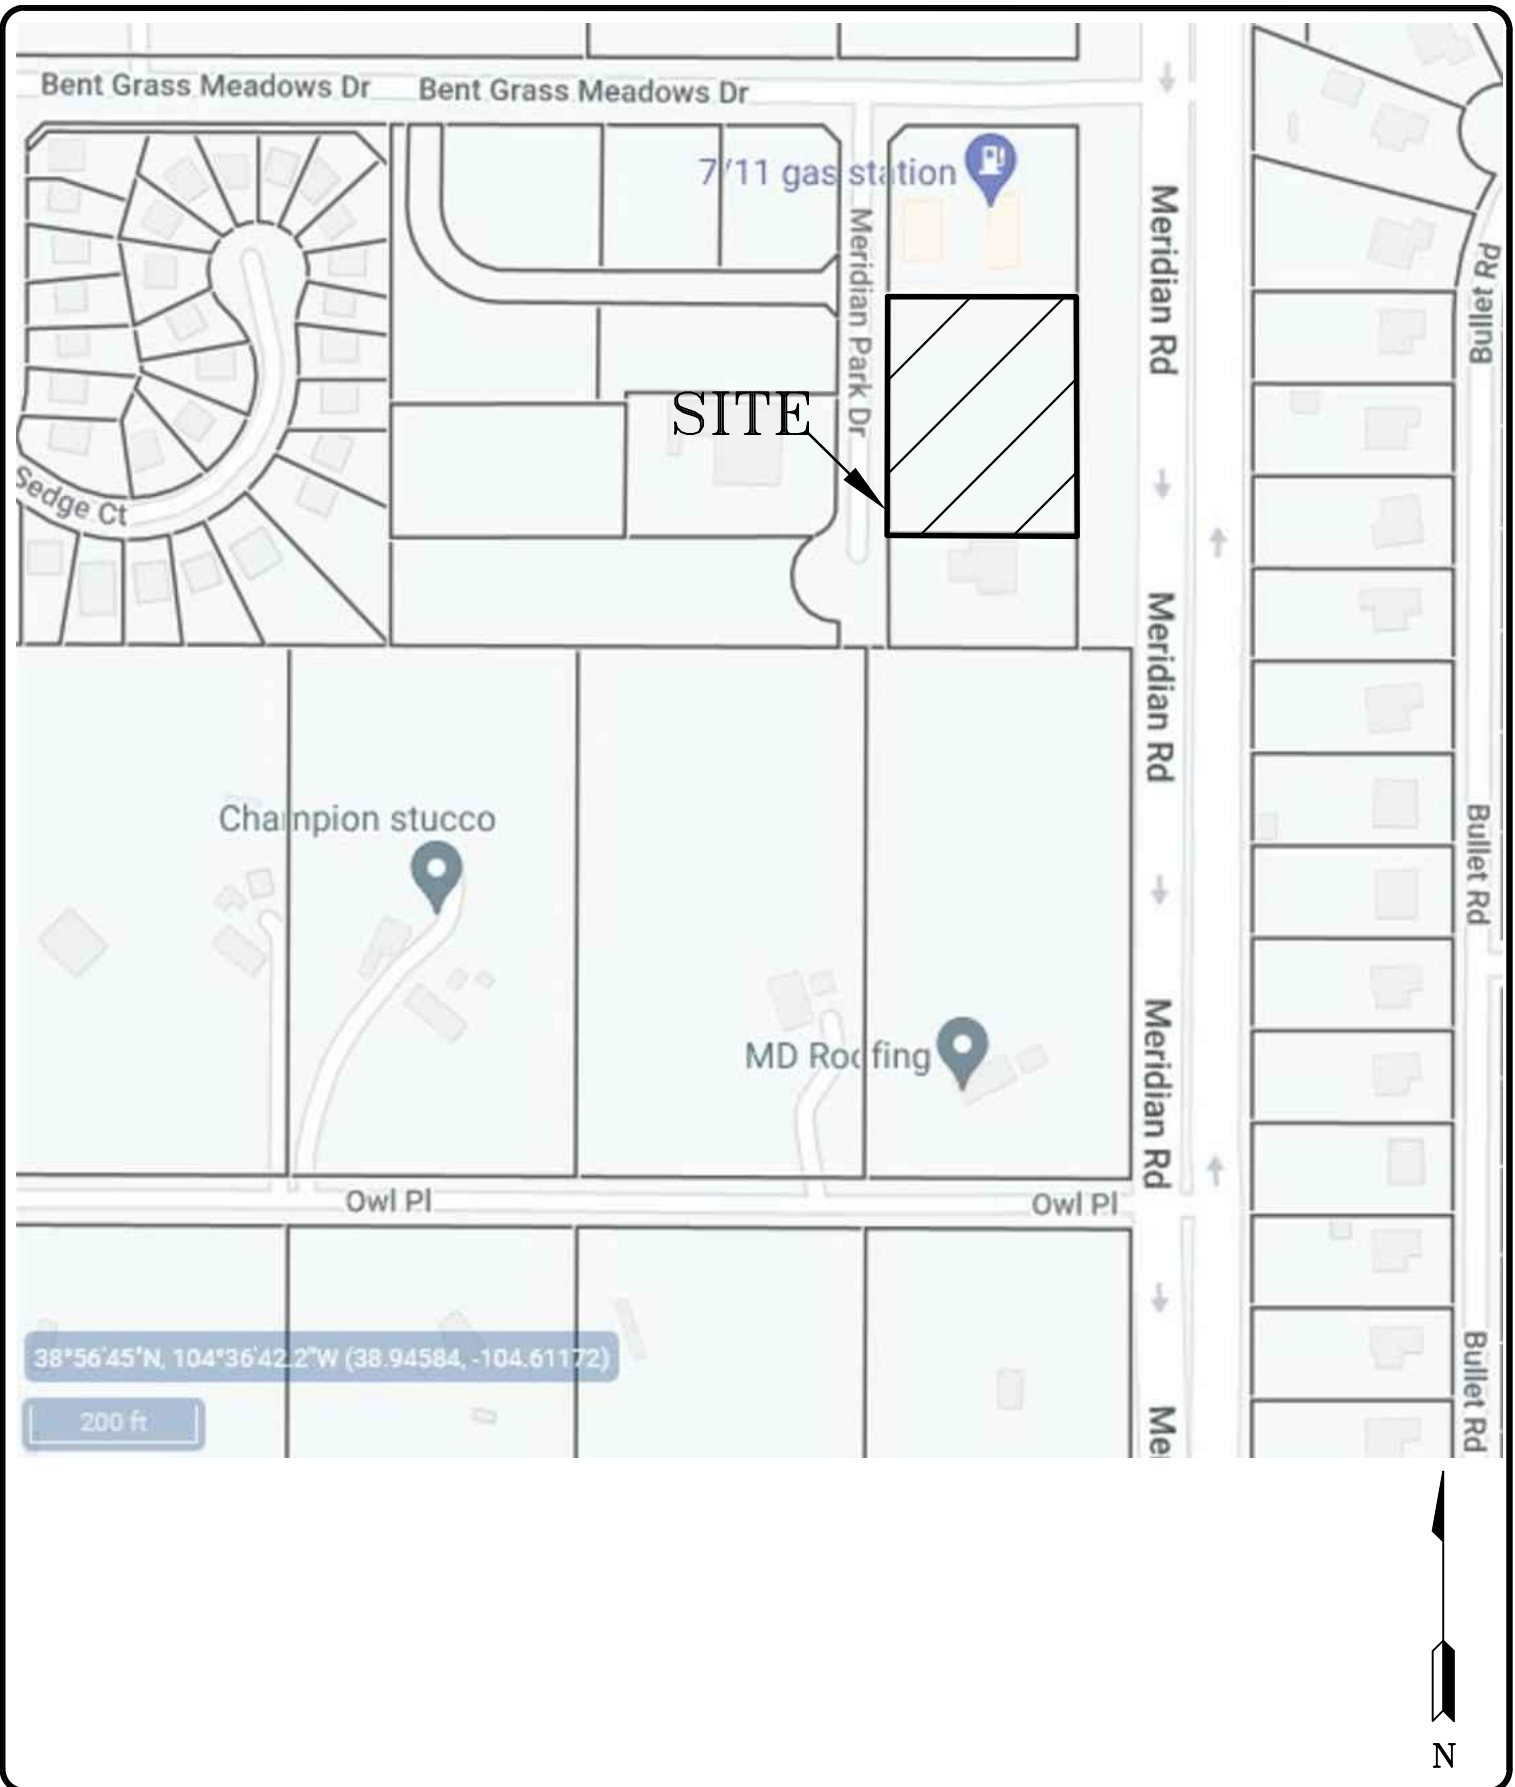 Bent Grass Meadows Dr
Bent Grass Meadows Dr
7/11 gas station
Meridian Rd
Bullet Rd
Meridian Park Dr
SITE
Sedge Ct
Meridian Rd
Champion stucco
Bullet Rd
MD Roofing
Meridian Rd
Owl Pl
Owl Pl
38°56'45"N, 104°36'42.2"W (38.94584, -104.61172)
200 ft
Me
Bullet Rd
N